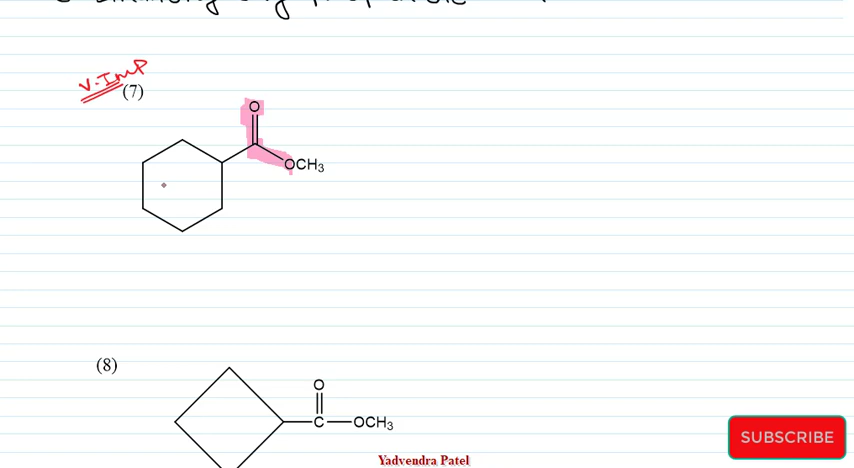 V. Imp
(7)
O
OCH3
(8)
O
C
OCH3
SUBSCRIBE
Yadvendra Patel